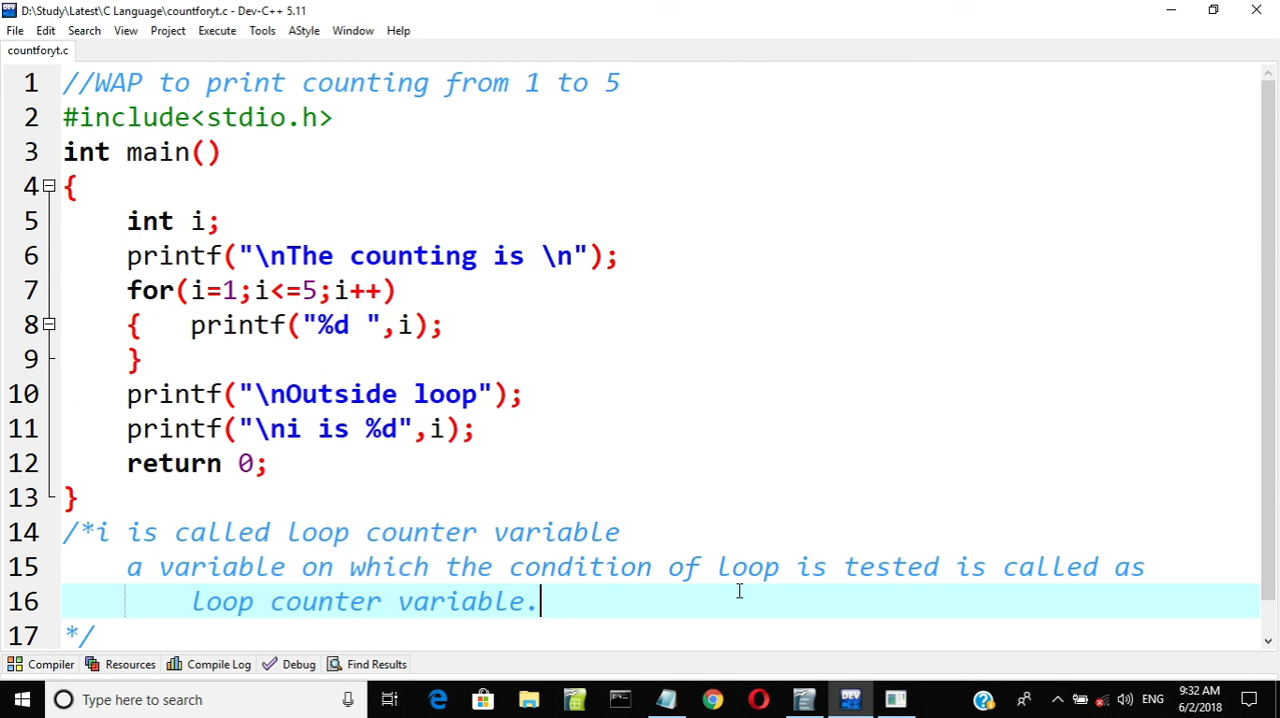 D:\Study\Latest\C Language\countforyt.c - Dev-C++ 5.11
File Edit Search View Project Execute Tools AStyle Window Help
countforyt.c
1 //WAP to print counting from 1 to 5
2 #include<stdio.h>
3 int main()
4 {
5 int i;
6 printf("\nThe counting is \n");
7 for(i=1;i<=5;i++)
8 { printf("%d ",i);
9 }
10 printf("\nOutside loop");
11 printf("\ni is %d",i);
12 return 0;
13 }
14 /*i is called loop counter variable
15 a variable on which the condition of loop is tested is called as
16 loop counter variable.
17 */
Compiler Resources Compile Log Debug Find Results
Type here to search
DEV
ENG
9:32 AM
6/2/2018